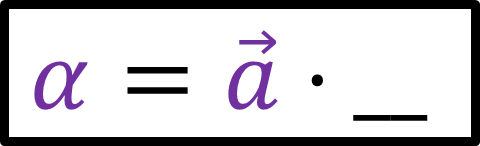 α = a⃗ · __